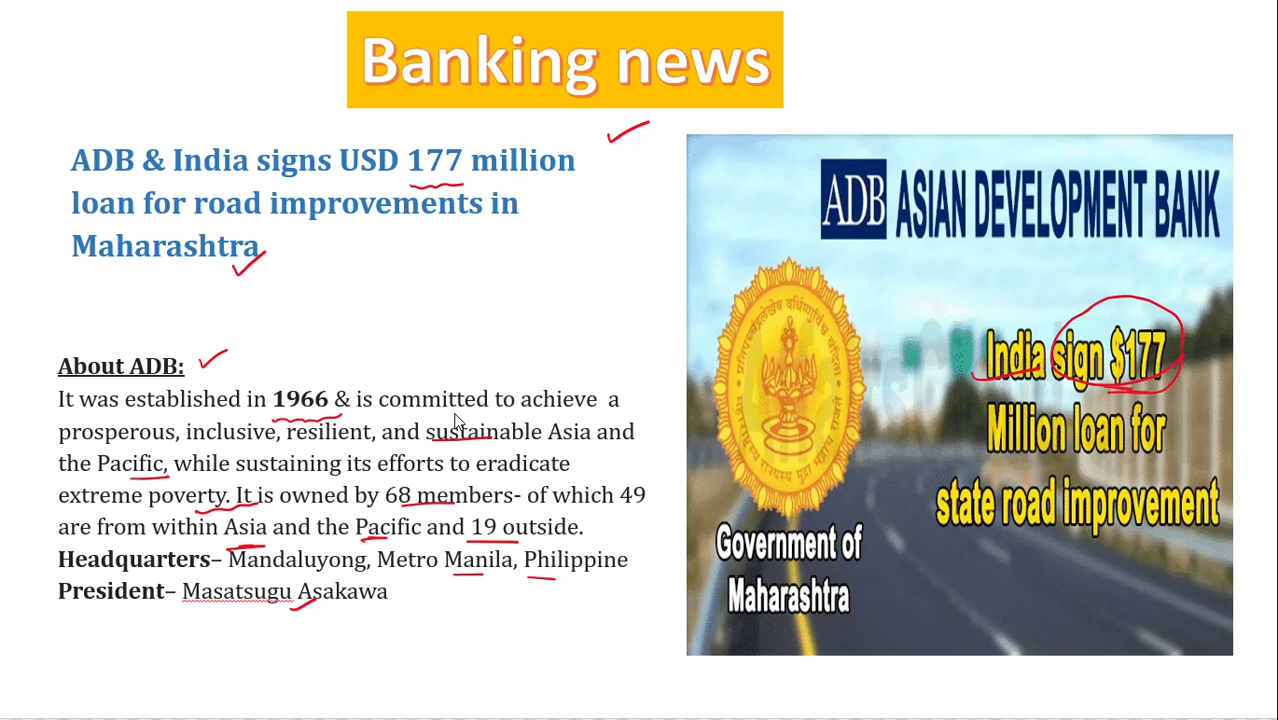 Banking news
ADB & India signs USD 177 million
loan for road improvements in
Maharashtra
About ADB:
It was established in 1966 & is committed to achieve a
prosperous, inclusive, resilient, and sustainable Asia and
the Pacific, while sustaining its efforts to eradicate
extreme poverty. It is owned by 68 members- of which 49
are from within Asia and the Pacific and 19 outside.
Headquarters– Mandaluyong, Metro Manila, Philippine
President– Masatsugu Asakawa
ADB ASIAN DEVELOPMENT BANK
India sign $177
Million loan for
state road improvement
Government of
Maharashtra